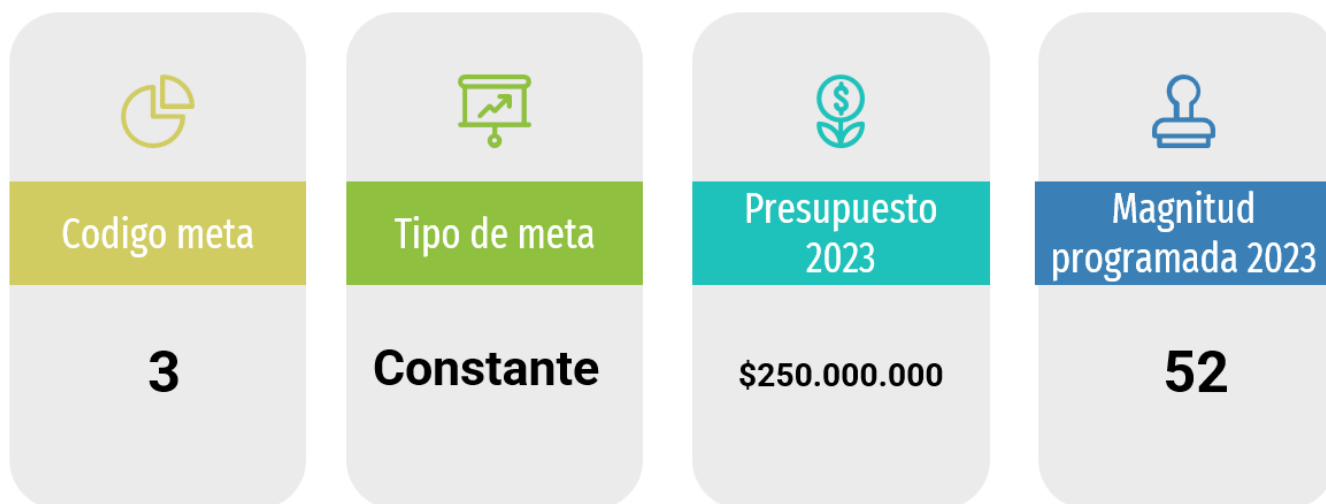 Codigo meta
3
Tipo de meta
Constante
Presupuesto
2023
$250.000.000
Magnitud
programada 2023
52